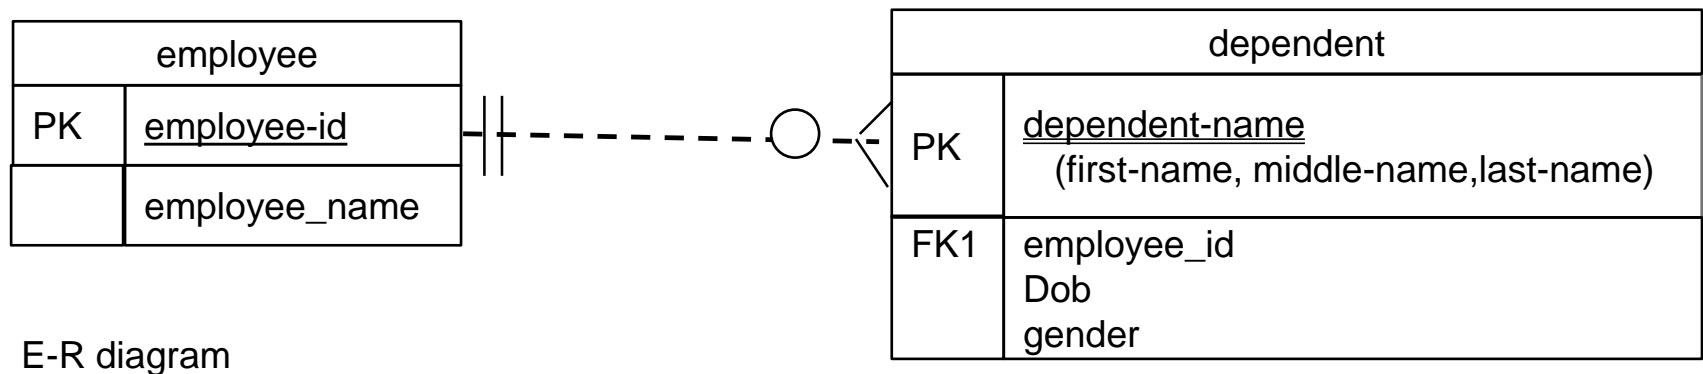 employee
PK employee-id
employee_name
dependent
PK dependent-name
(first-name, middle-name,last-name)
FK1 employee_id
Dob
gender
E-R diagram